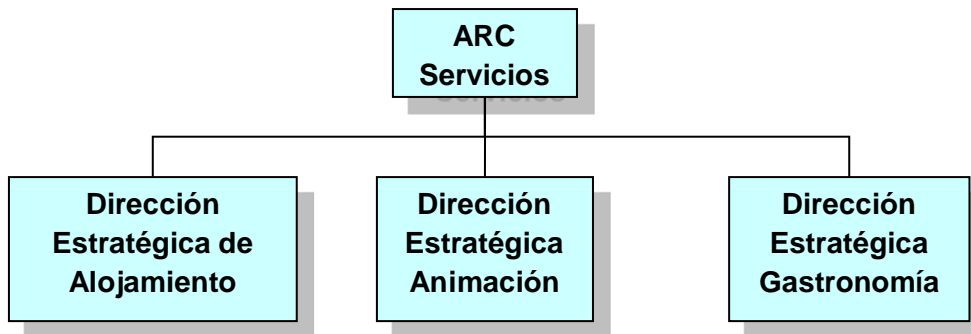 ARC
Servicios
Dirección
Estratégica de
Alojamiento
Dirección
Estratégica
Animación
Dirección
Estratégica
Gastronomía